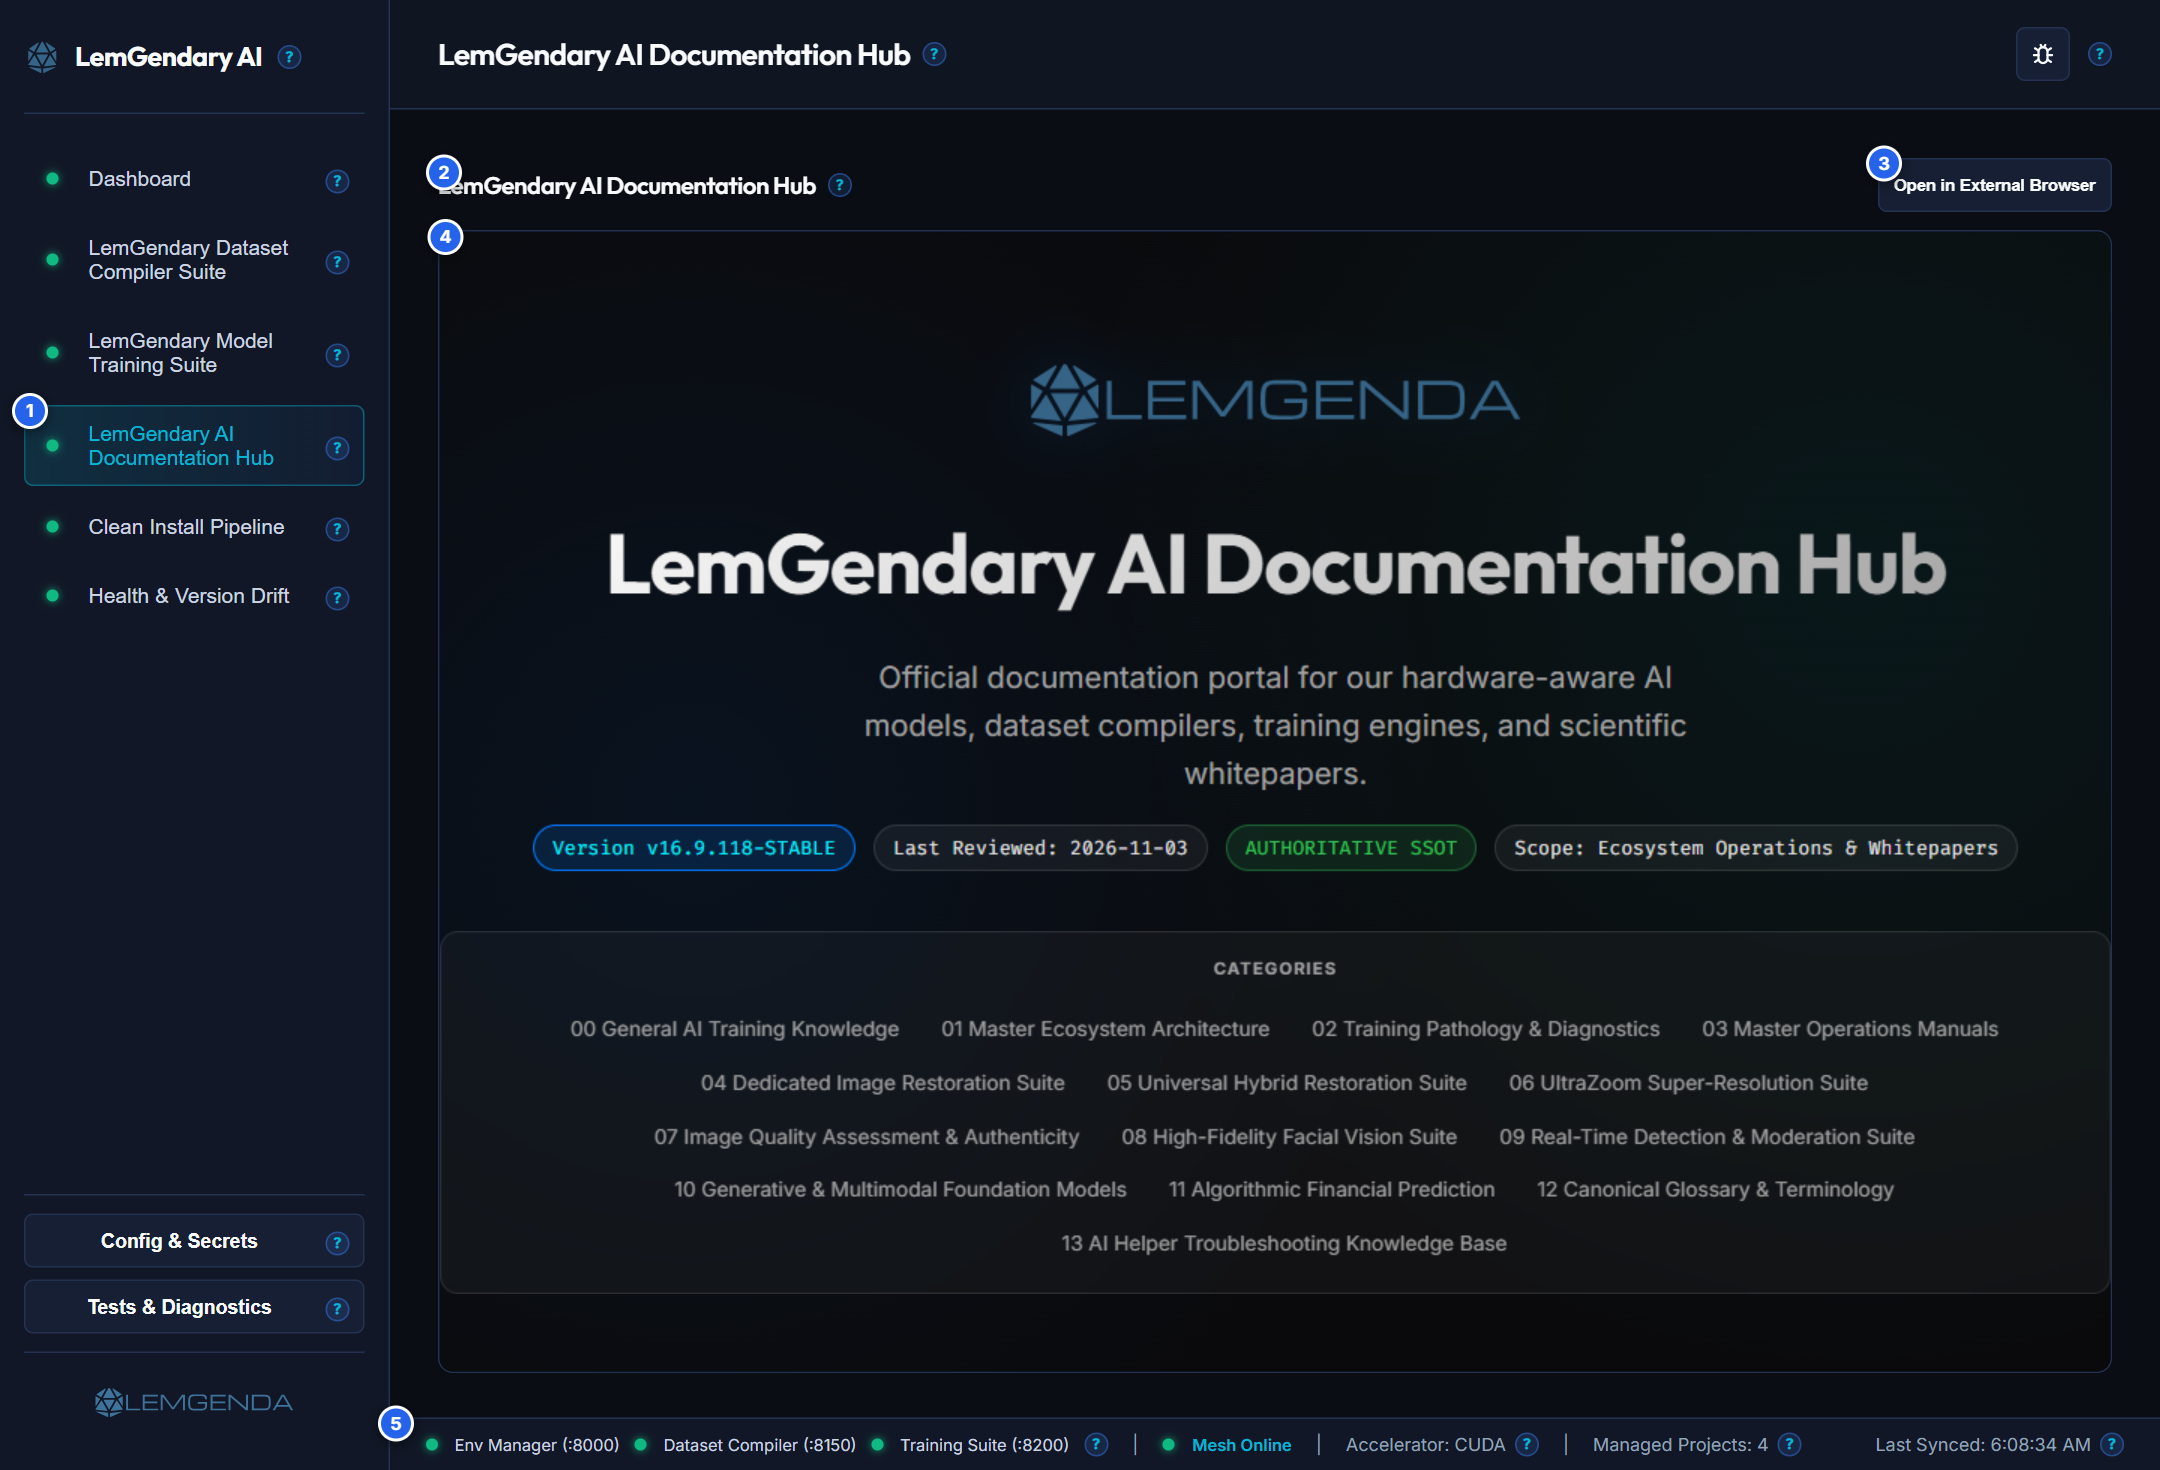 LemGendary AI ?
LemGendary AI Documentation Hub ?
?
Dashboard ?
LemGendary Dataset
Compiler Suite ?
LemGendary Model
Training Suite ?
1
LemGendary AI
Documentation Hub ?
Clean Install Pipeline ?
Health & Version Drift ?
Config & Secrets ?
Tests & Diagnostics ?
LEMGENDA
2
LemGendary AI Documentation Hub ?
3
Open in External Browser
4
LEMGENDA
LemGendary AI Documentation Hub
Official documentation portal for our hardware-aware AI
models, dataset compilers, training engines, and scientific
whitepapers.
Version v16.9.118-STABLE
Last Reviewed: 2026-11-03
AUTHORITATIVE SSOT
Scope: Ecosystem Operations & Whitepapers
CATEGORIES
00 General AI Training Knowledge 01 Master Ecosystem Architecture 02 Training Pathology & Diagnostics 03 Master Operations Manuals
04 Dedicated Image Restoration Suite 05 Universal Hybrid Restoration Suite 06 UltraZoom Super-Resolution Suite
07 Image Quality Assessment & Authenticity 08 High-Fidelity Facial Vision Suite 09 Real-Time Detection & Moderation Suite
10 Generative & Multimodal Foundation Models 11 Algorithmic Financial Prediction 12 Canonical Glossary & Terminology
13 AI Helper Troubleshooting Knowledge Base
5
Env Manager (:8000) Dataset Compiler (:8150) Training Suite (:8200) ? | Mesh Online | Accelerator: CUDA ? | Managed Projects: 4 ? Last Synced: 6:08:34 AM ?